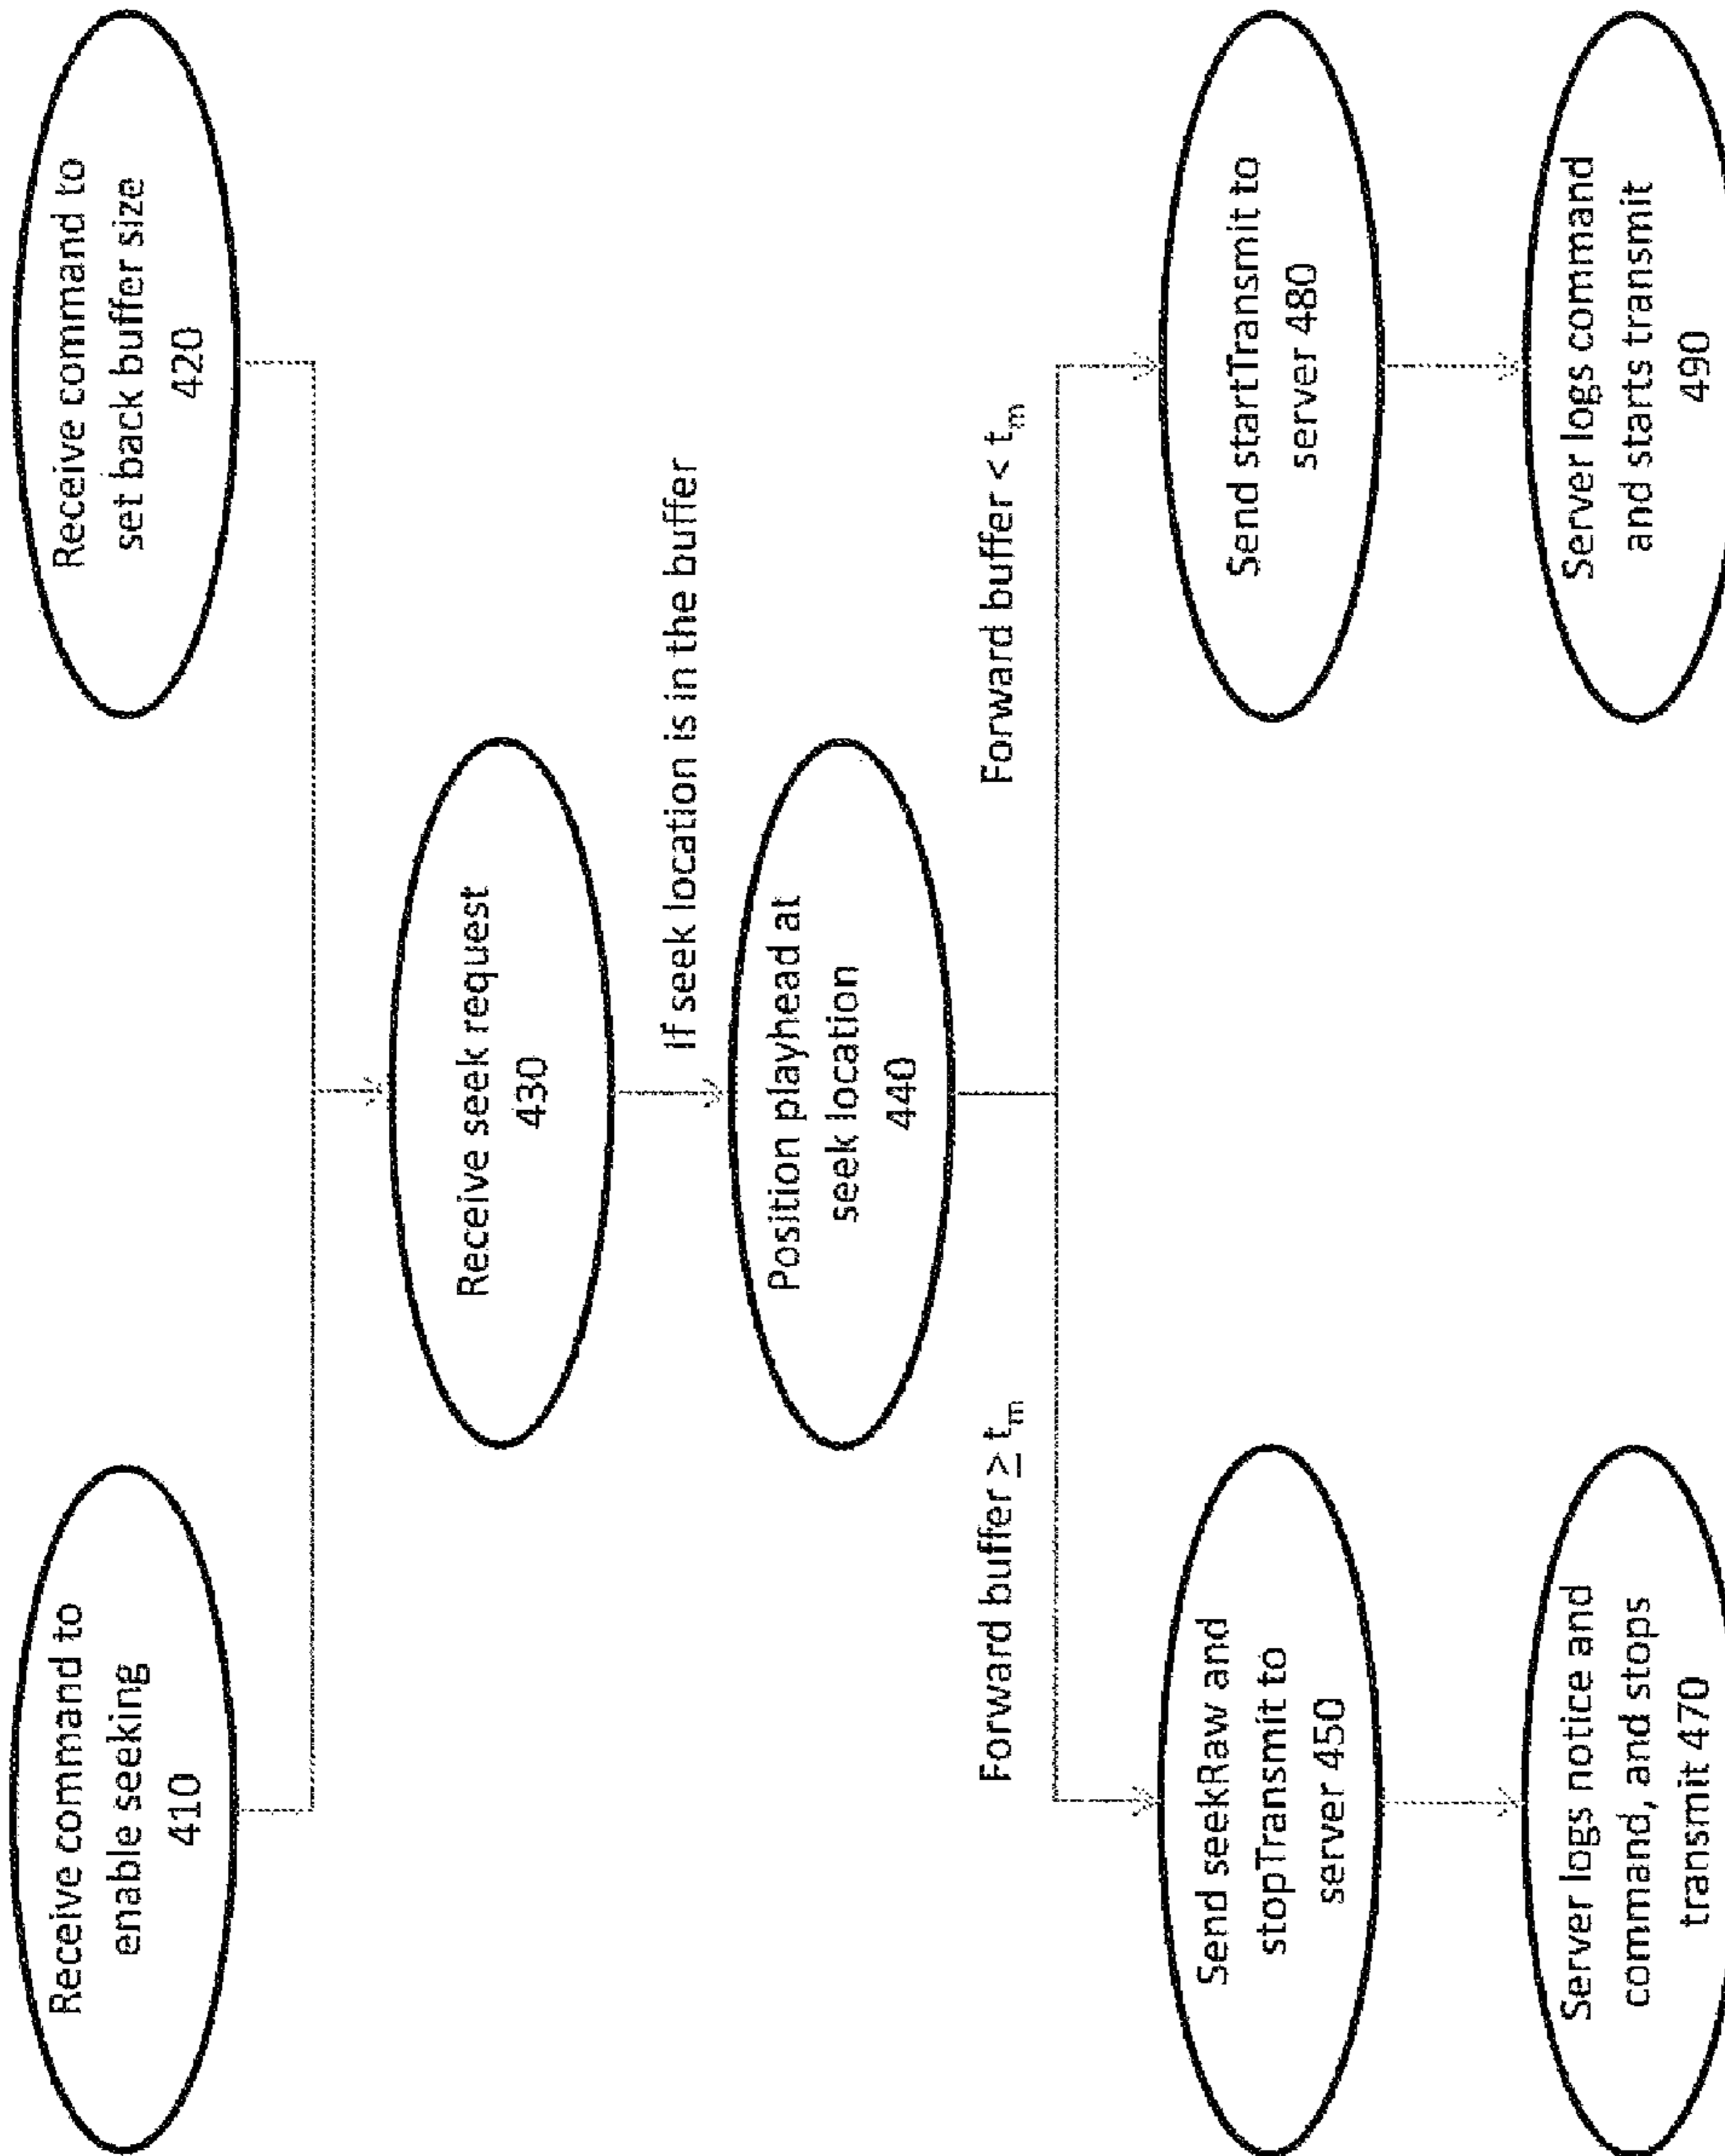 Receive command to
enable seeking
410
Receive command to
set back buffer size
420
Receive seek request
430
If seek location is in the buffer
Position playhead at
seek location
440
Forward buffer ≥ tm
Forward buffer < tm
Send seekRaw and
stopTransmit to
server 450
Send startTransmit to
server 480
Server logs notice and
command, and stops
transmit 470
Server logs command
and starts transmit
490